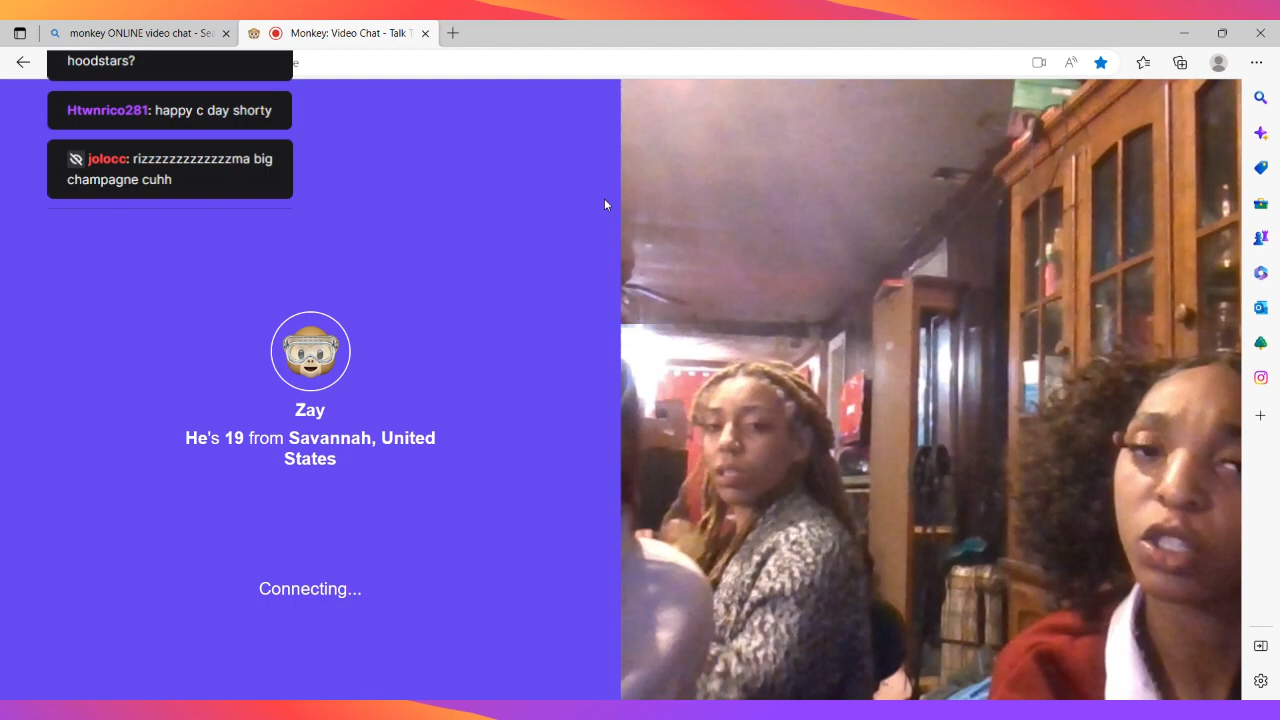 monkey ONLINE video chat - Sea
Monkey: Video Chat - Talk T
hoodstars?
e
Htwnrico281: happy c day shorty
jolocc: rizzzzzzzzzzzzzma big
champagne cuhh
Zay
He's 19 from Savannah, United
States
Connecting...